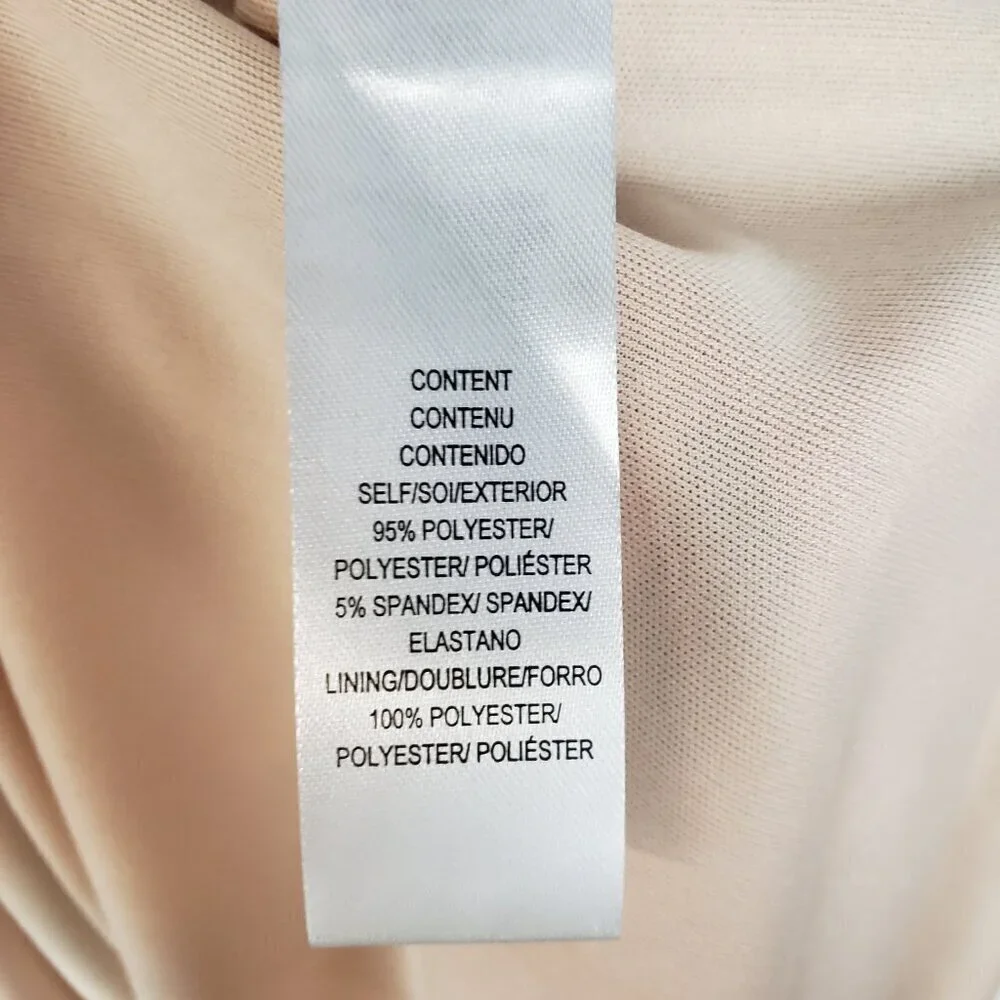 CONTENT
CONTENU
CONTENIDO
SELF/SOI/EXTERIOR
95% POLYESTER/
POLYESTER/ POLIÉSTER
5% SPANDEX/ SPANDEX/
ELASTANO
LINING/DOUBLURE/FORRO
100% POLYESTER/
POLYESTER/ POLIÉSTER